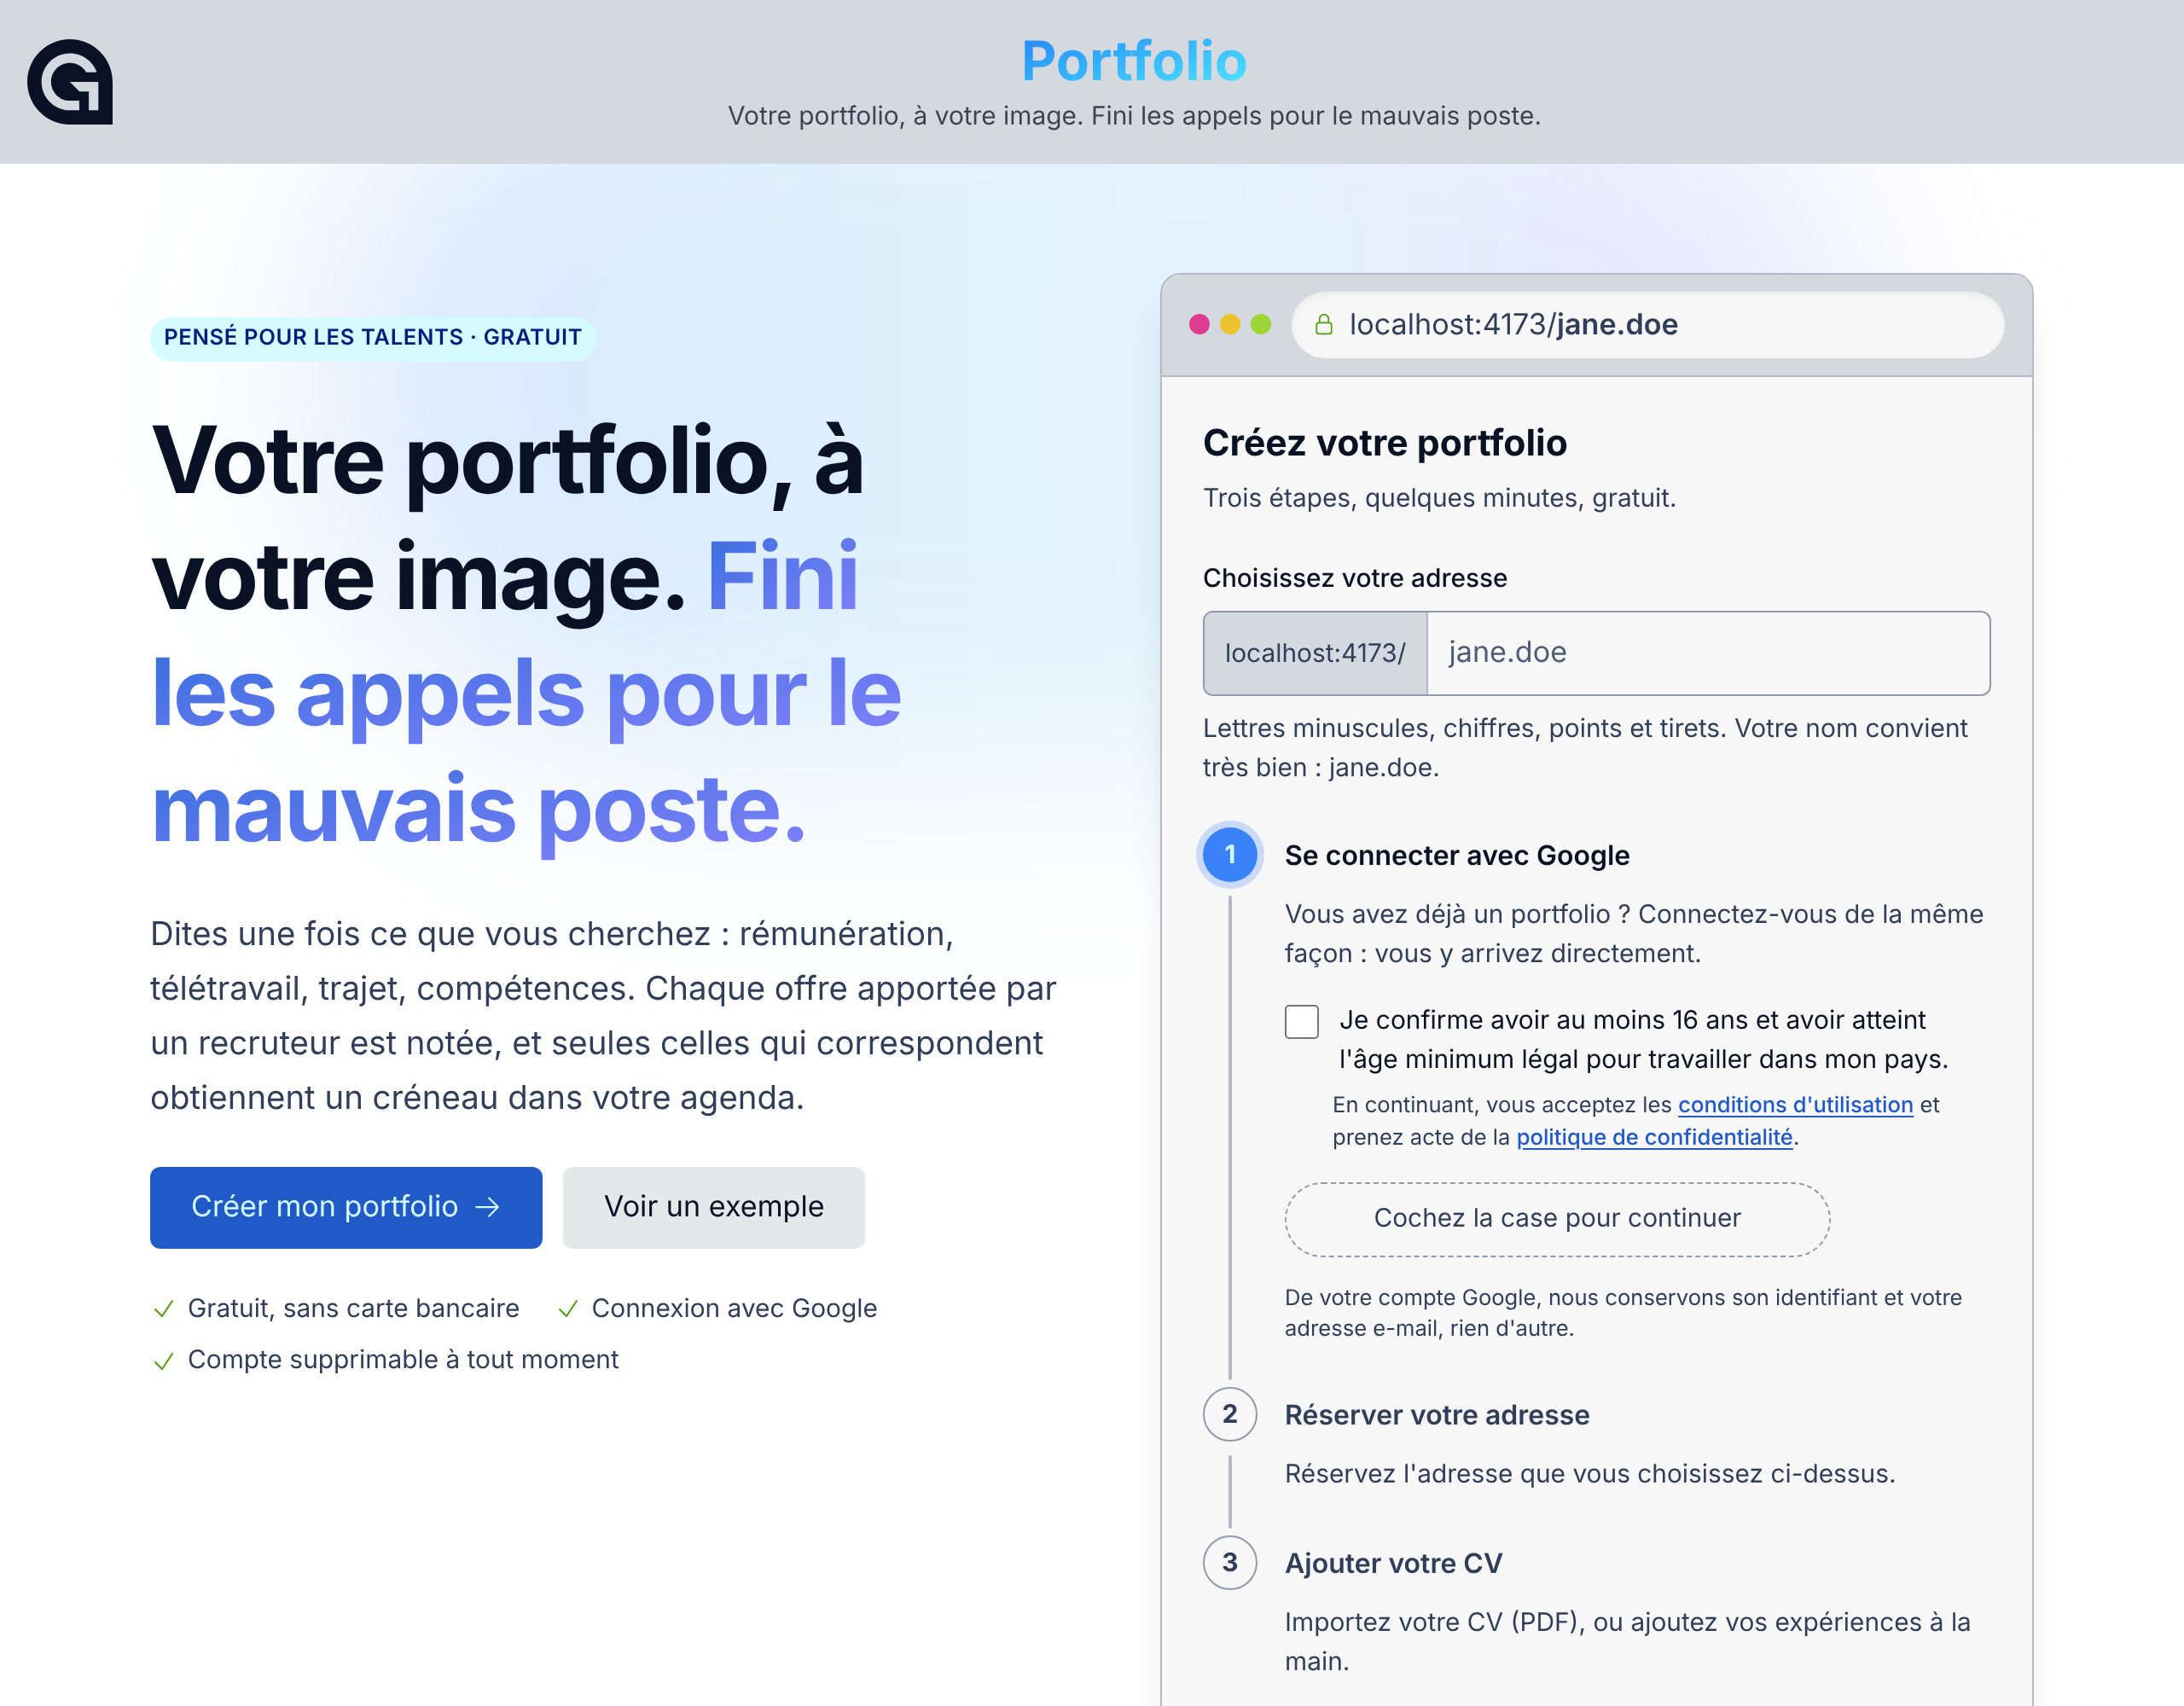 Portfolio
Votre portfolio, à votre image. Fini les appels pour le mauvais poste.
PENSÉ POUR LES TALENTS · GRATUIT
Votre portfolio, à
votre image. Fini
les appels pour le
mauvais poste.
Dites une fois ce que vous cherchez : rémunération,
télétravail, trajet, compétences. Chaque offre apportée par
un recruteur est notée, et seules celles qui correspondent
obtiennent un créneau dans votre agenda.
Créer mon portfolio →
Voir un exemple
Gratuit, sans carte bancaire
Connexion avec Google
Compte supprimable à tout moment
localhost:4173/jane.doe
Créez votre portfolio
Trois étapes, quelques minutes, gratuit.
Choisissez votre adresse
localhost:4173/ jane.doe
Lettres minuscules, chiffres, points et tirets. Votre nom convient
très bien : jane.doe.
1 Se connecter avec Google
Vous avez déjà un portfolio ? Connectez-vous de la même
façon : vous y arrivez directement.
Je confirme avoir au moins 16 ans et avoir atteint
l'âge minimum légal pour travailler dans mon pays.
En continuant, vous acceptez les conditions d'utilisation et
prenez acte de la politique de confidentialité.
Cochez la case pour continuer
De votre compte Google, nous conservons son identifiant et votre
adresse e-mail, rien d'autre.
2 Réserver votre adresse
Réservez l'adresse que vous choisissez ci-dessus.
3 Ajouter votre CV
Importez votre CV (PDF), ou ajoutez vos expériences à la
main.